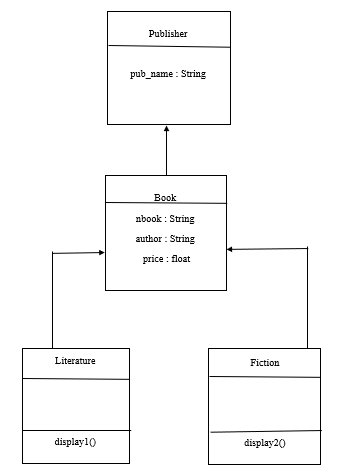 Publisher
pub_name : String
Book
nbook : String
author : String
price : float
Literature
display1()
Fiction
display2()